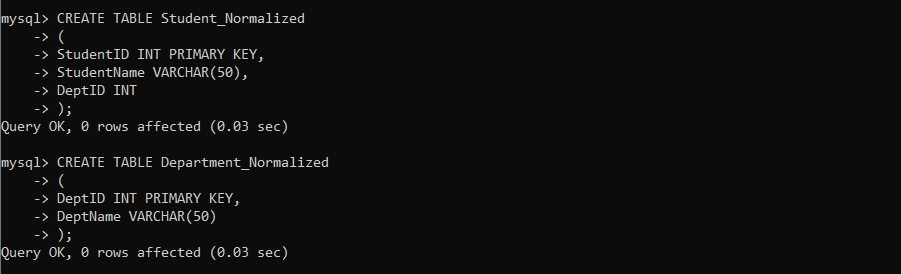 mysql> CREATE TABLE Student_Normalized
    -> (
    -> StudentID INT PRIMARY KEY,
    -> StudentName VARCHAR(50),
    -> DeptID INT
    -> );
Query OK, 0 rows affected (0.03 sec)

mysql> CREATE TABLE Department_Normalized
    -> (
    -> DeptID INT PRIMARY KEY,
    -> DeptName VARCHAR(50)
    -> );
Query OK, 0 rows affected (0.03 sec)